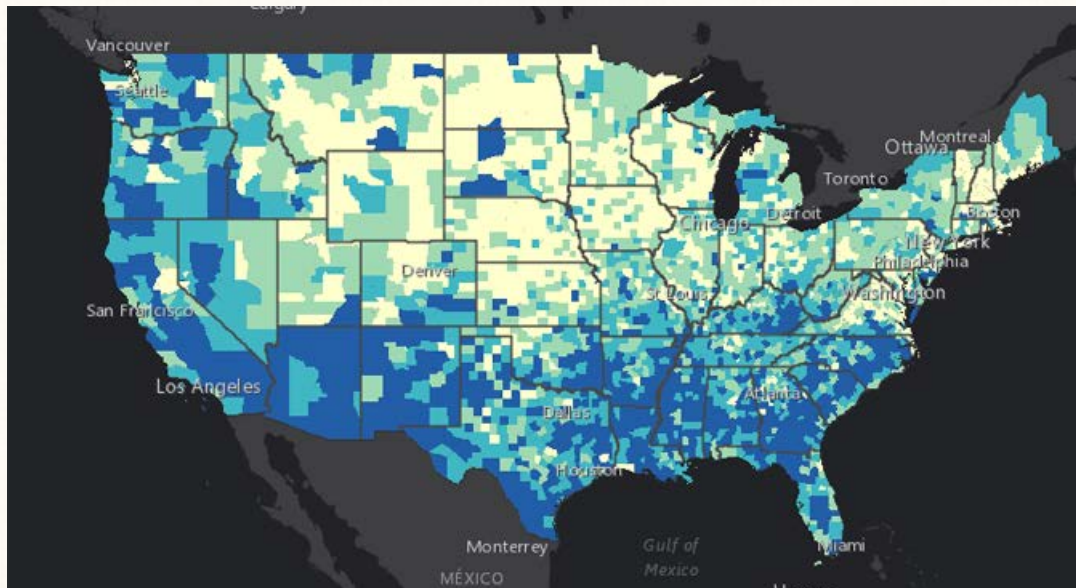 Calgary
Vancouver
Seattle
Montreal
Ottawa
Toronto
Boston
Detroit
Chicago
New York
Philadelphia
Denver
Washington
St Louis
San Francisco
Los Angeles
Atlanta
Dallas
Houston
Monterrey
Gulf of
Mexico
Miami
MÉXICO